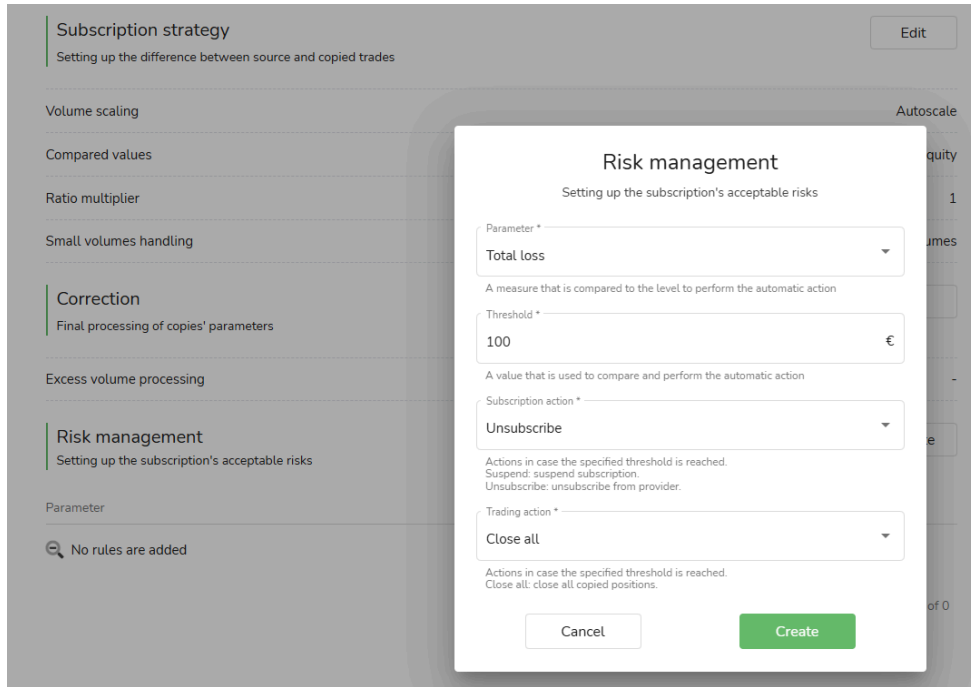 Subscription strategy
Edit
Setting up the difference between source and copied trades
Volume scaling
Autoscale
Compared values
quity
Ratio multiplier
1
Small volumes handling
umes
Correction
Final processing of copies' parameters
Excess volume processing
-
Risk management
Setting up the subscription's acceptable risks
Parameter
No rules are added
of 0
Risk management
Setting up the subscription's acceptable risks
Parameter *
Total loss
A measure that is compared to the level to perform the automatic action
Threshold *
100 €
A value that is used to compare and perform the automatic action
Subscription action *
Unsubscribe
Actions in case the specified threshold is reached.
Suspend: suspend subscription.
Unsubscribe: unsubscribe from provider.
Trading action *
Close all
Actions in case the specified threshold is reached.
Close all: close all copied positions.
Cancel
Create